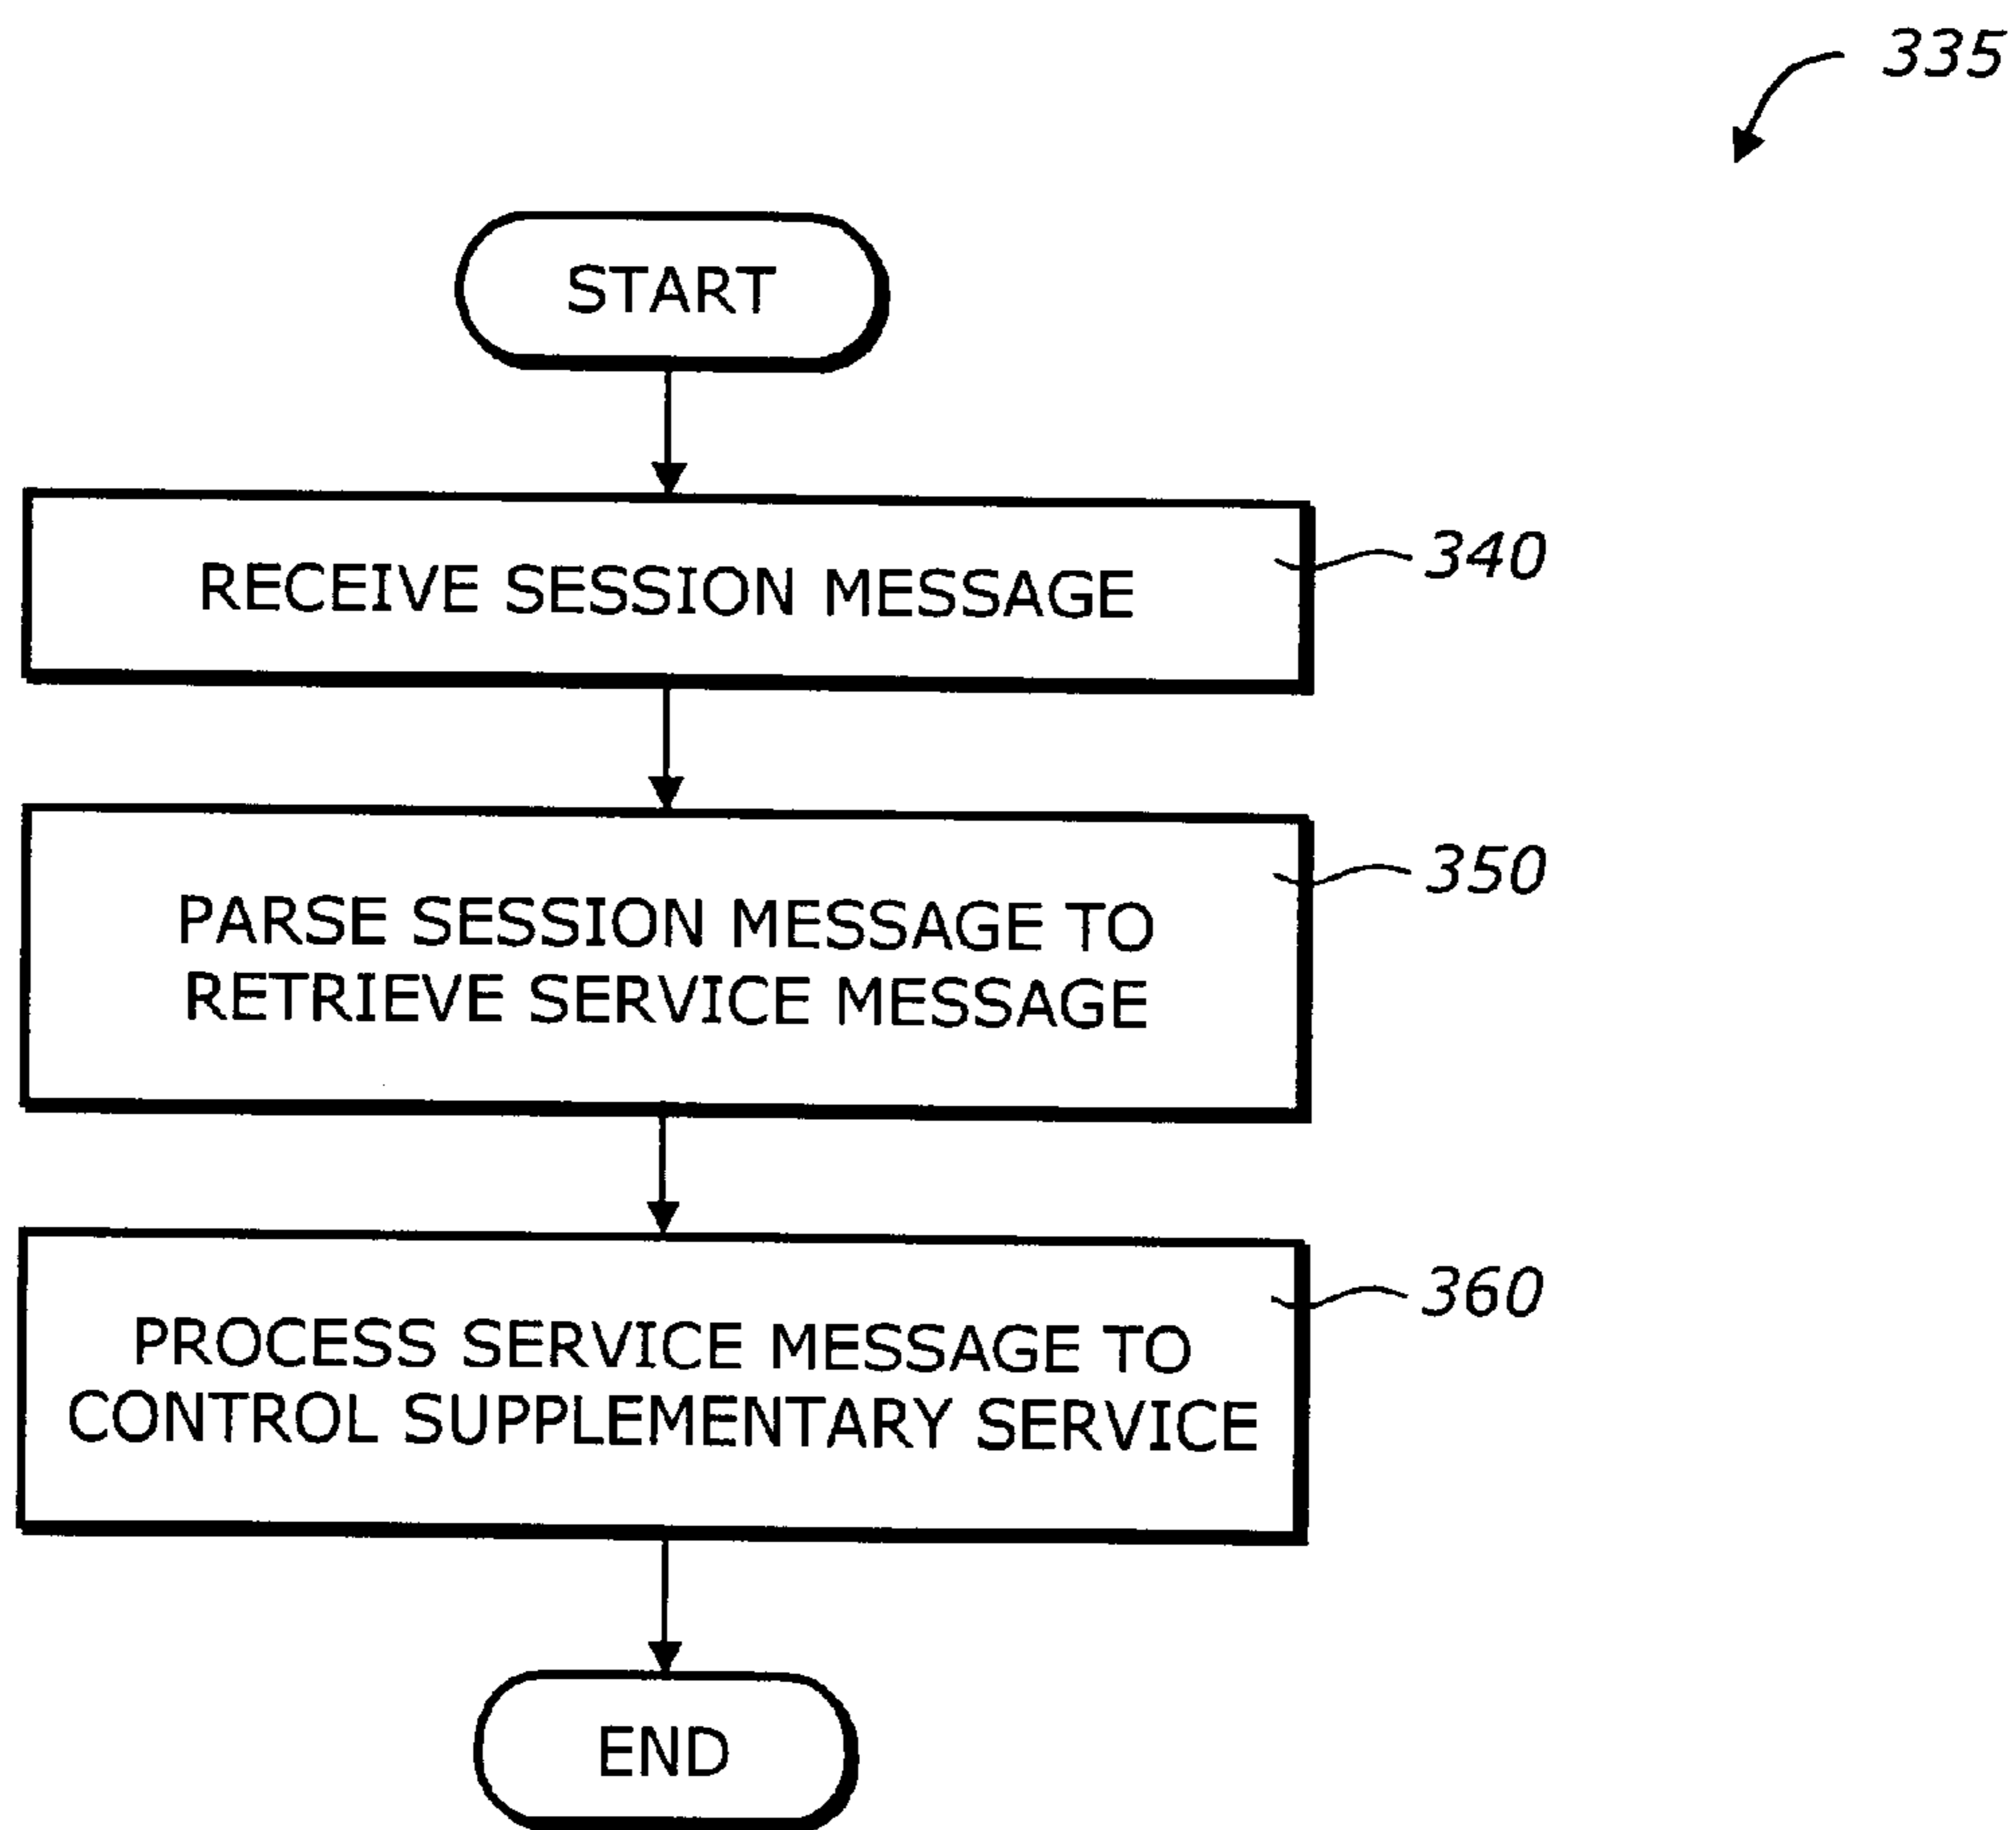 335
START
RECEIVE SESSION MESSAGE
340
PARSE SESSION MESSAGE TO
RETRIEVE SERVICE MESSAGE
350
PROCESS SERVICE MESSAGE TO
CONTROL SUPPLEMENTARY SERVICE
360
END